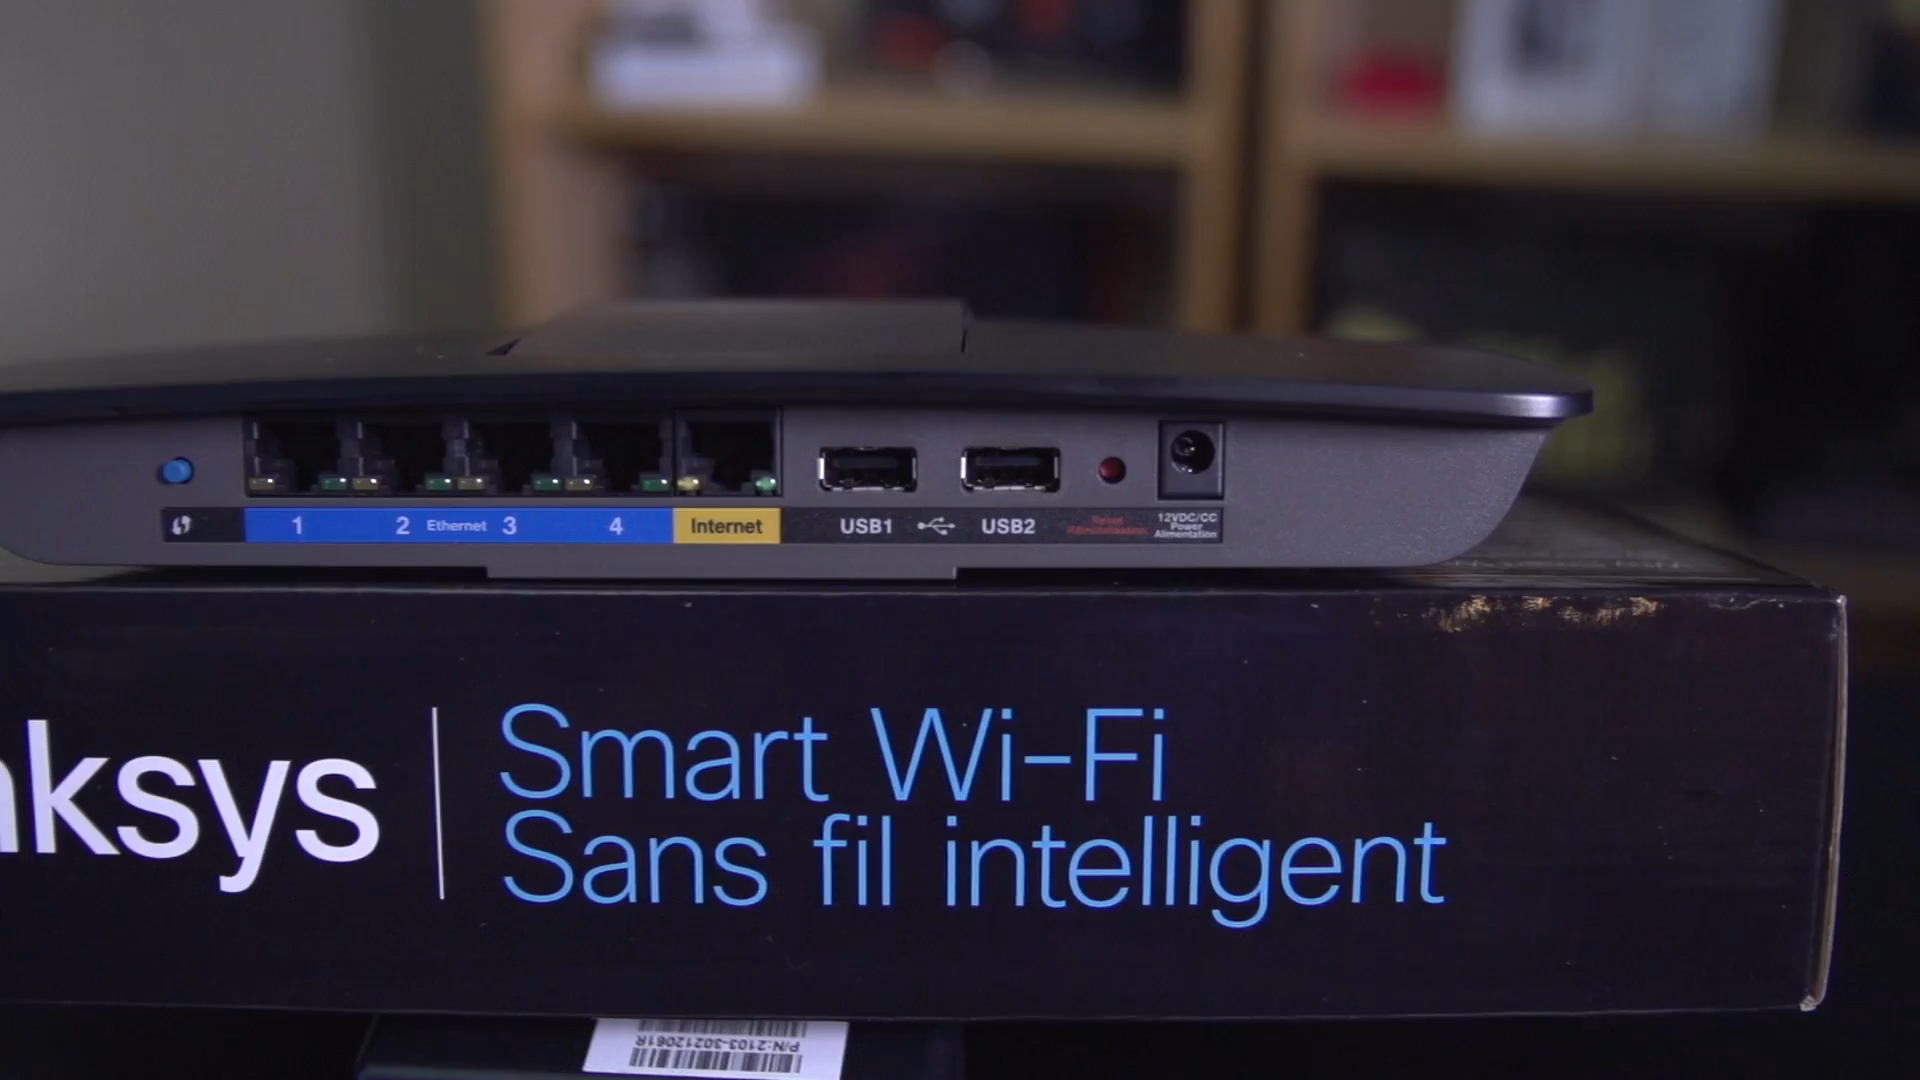 1 2 Ethernet 3 4 Internet USB1 USB2 Reset
12VDC/CC
Power
Alimentation
nksys
Smart Wi-Fi
Sans fil intelligent
P/N:2103-30212061R